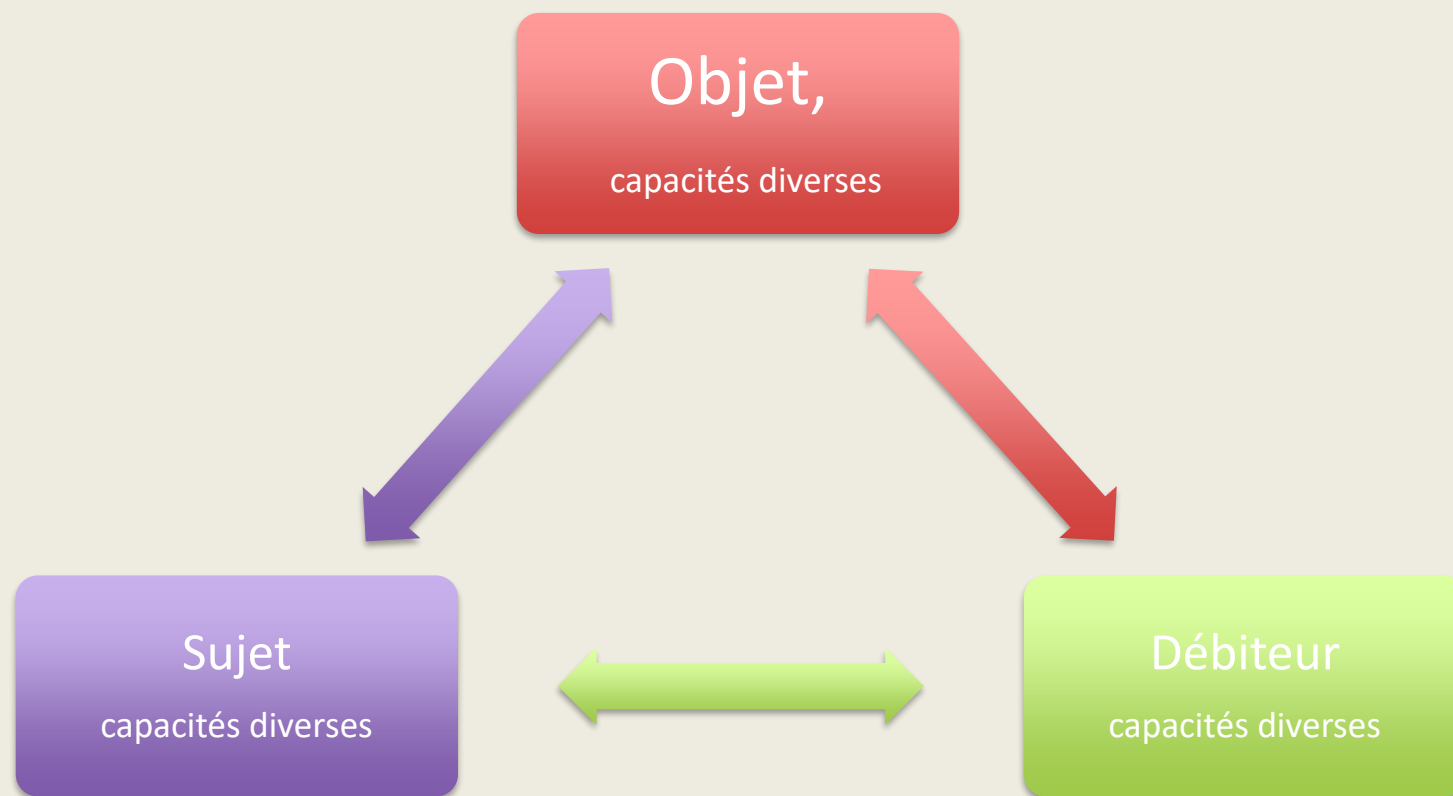 Objet,
capacités diverses
Sujet
capacités diverses
Débiteur
capacités diverses